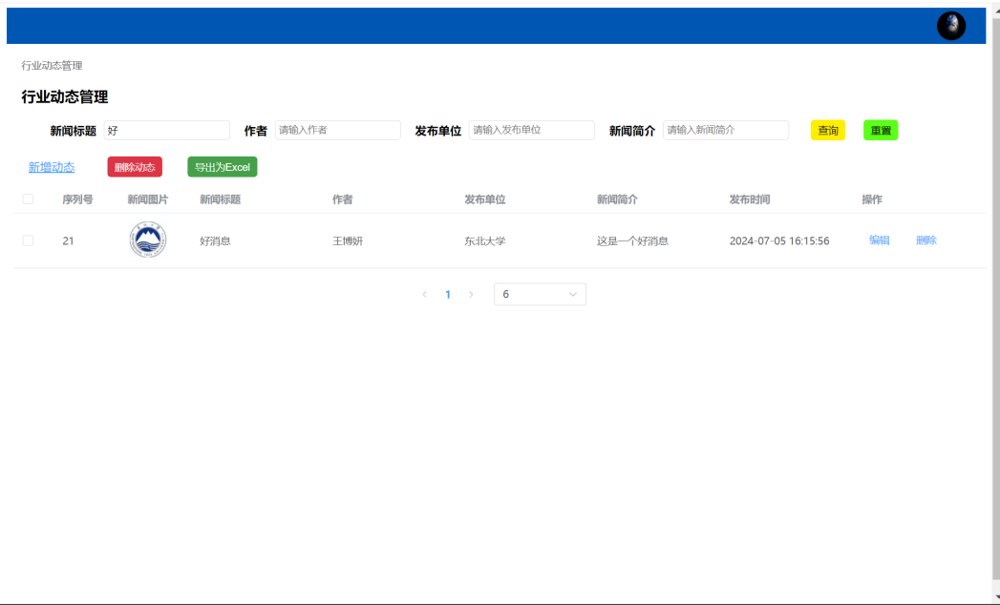 行业动态管理
行业动态管理
新闻标题 好 作者 请输入作者 发布单位 请输入发布单位 新闻简介 请输入新闻简介 查询 重置
新增动态 删除动态 导出为Excel
序列号 新闻图片 新闻标题 作者 发布单位 新闻简介 发布时间 操作
21 好消息 王博妍 东北大学 这是一个好消息 2024-07-05 16:15:56 编辑 删除
< 1 > 6